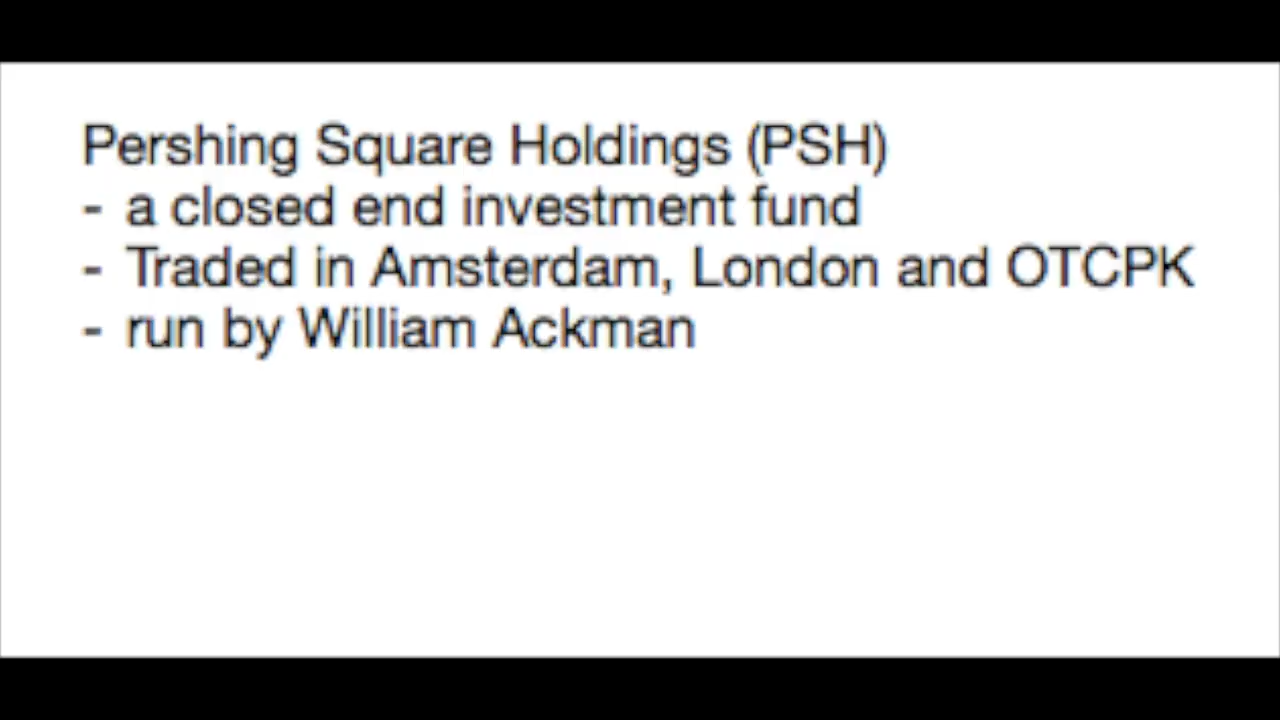 Pershing Square Holdings (PSH)
- a closed end investment fund
- Traded in Amsterdam, London and OTCPK
- run by William Ackman